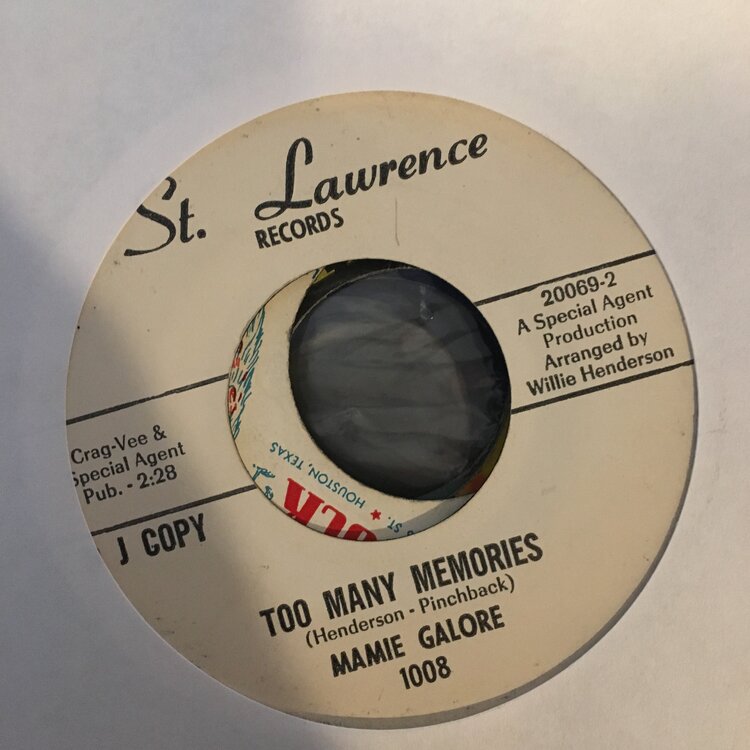 St. Lawrence
RECORDS
20069-2
A Special Agent
Production
Arranged by
Willie Henderson
Crag-Vee &
Special Agent
Pub. - 2:28
J COPY
TOO MANY MEMORIES
(Henderson - Pinchback)
MAMIE GALORE
1008
HOUSTON, TEXAS